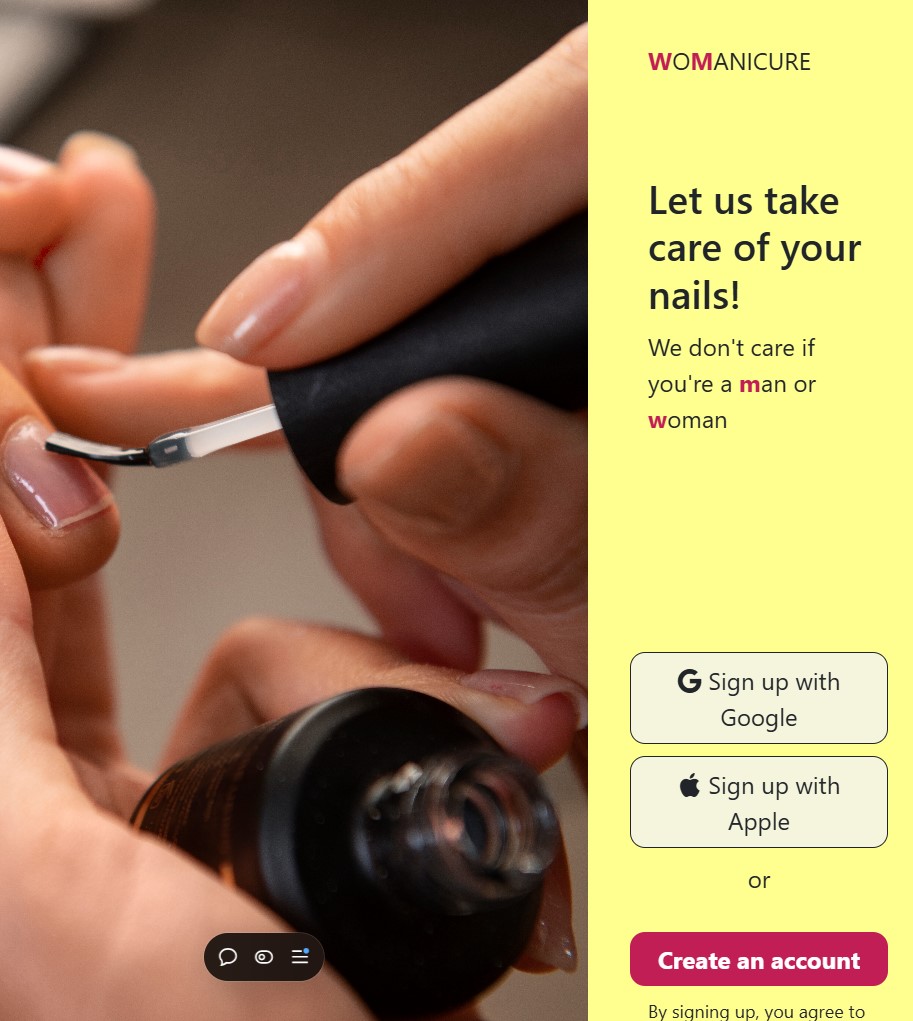 WOMANICURE
Let us take
care of your
nails!
We don't care if
you're a man or
woman
Sign up with
Google
Sign up with
Apple
or
Create an account
By signing up, you agree to